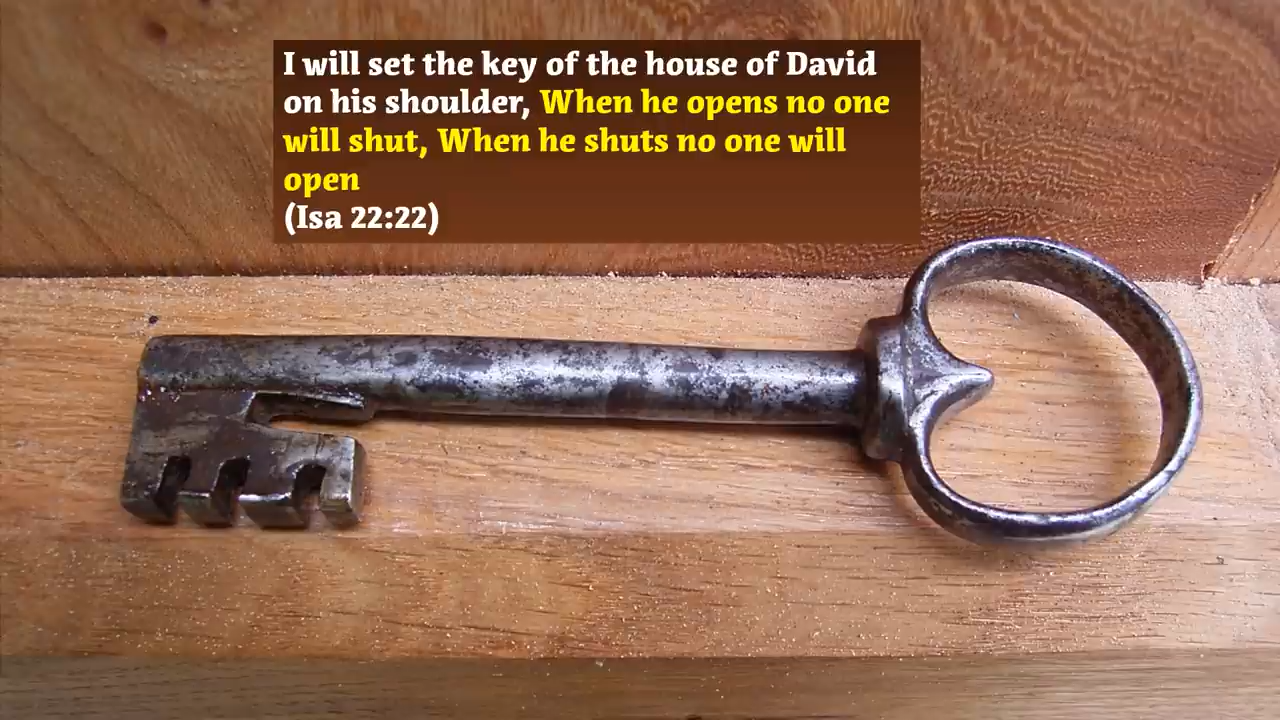 I will set the key of the house of David
on his shoulder, When he opens no one
will shut, When he shuts no one will
open
(Isa 22:22)